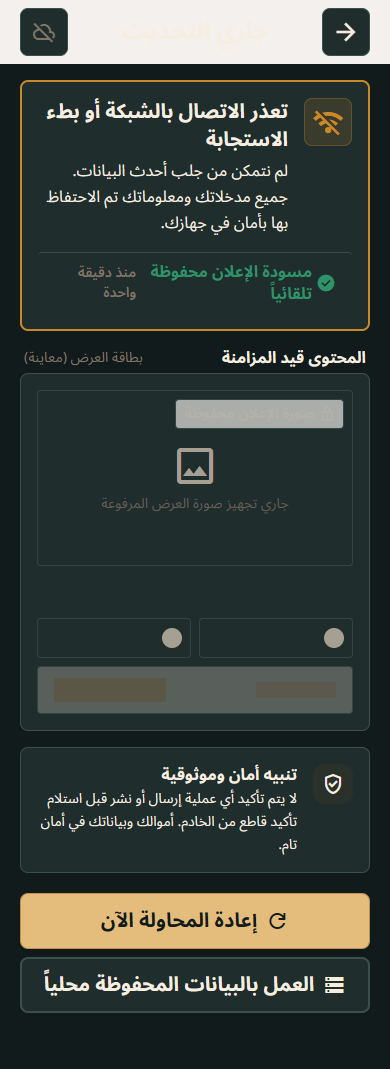 جاري التحديث
تعذر الاتصال بالشبكة أو بطء
الاستجابة
لم نتمكن من جلب أحدث البيانات.
جميع مدخلاتك ومعلوماتك تم الاحتفاظ
بها بأمان في جهازك.
مسودة الإعلان محفوظة
تلقائياً
منذ دقيقة
واحدة
المحتوى قيد المزامنة
بطاقة العرض (معاينة)
صورة الإعلان محفوظة
جاري تجهيز صورة العرض المرفوعة
تنبيه أمان وموثوقية
لا يتم تأكيد أي عملية إرسال أو نشر قبل استلام
تأكيد قاطع من الخادم. أموالك وبياناتك في أمان
تام.
إعادة المحاولة الآن
العمل بالبيانات المحفوظة محلياً